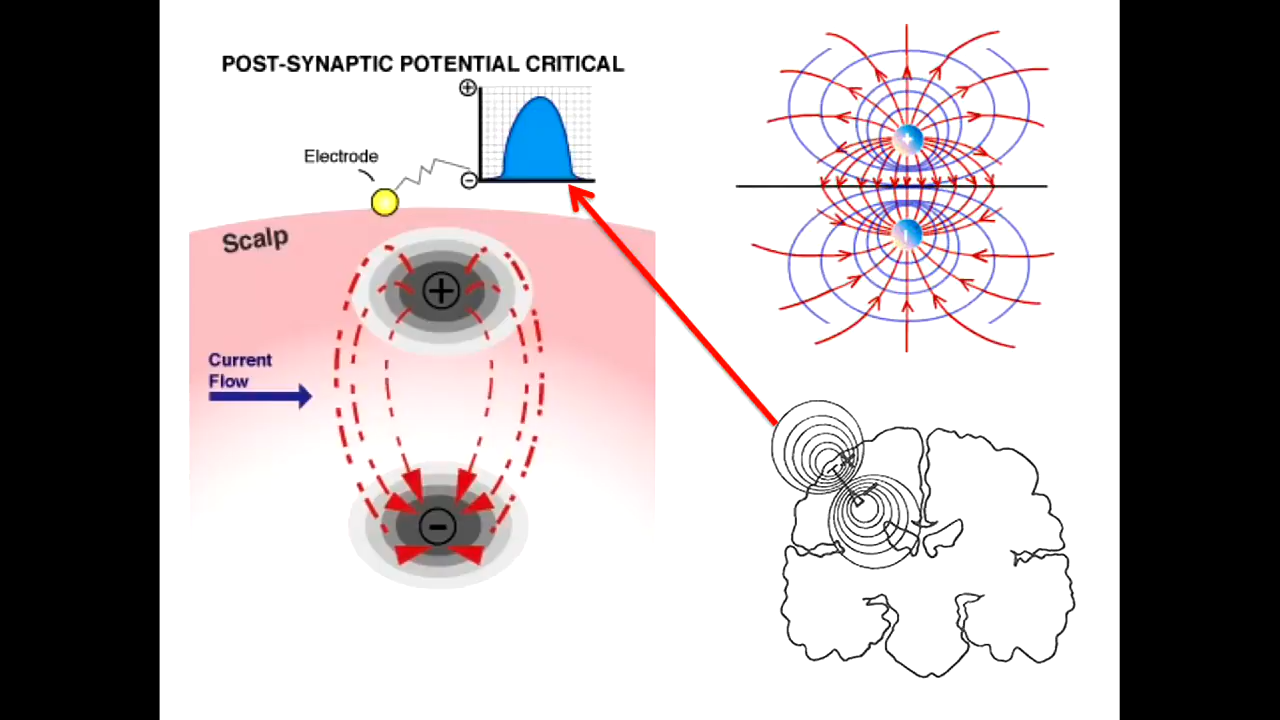 POST-SYNAPTIC POTENTIAL CRITICAL
+
Electrode
-
Scalp
+
Current
Flow
-
+
-